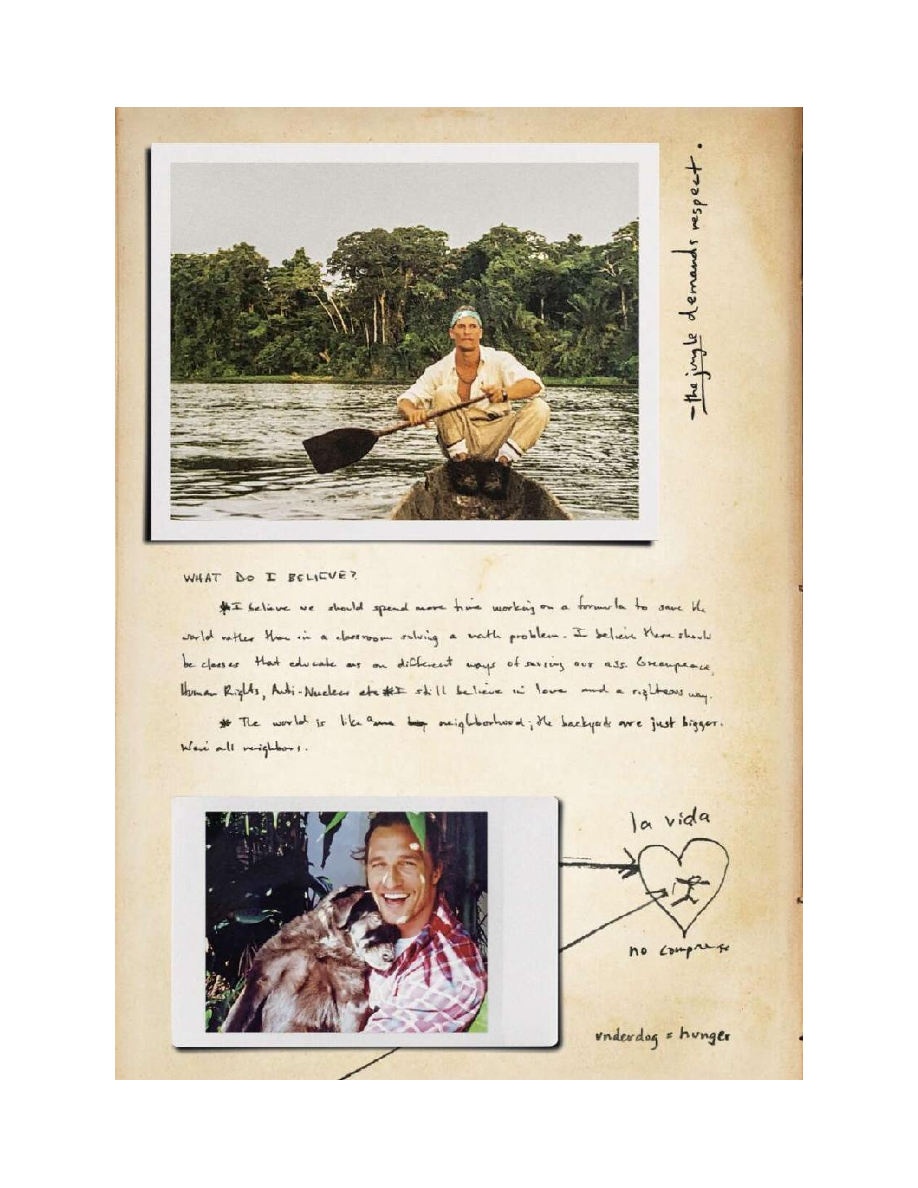 - the jungle demands respect.
WHAT DO I BELIEVE?
* I believe we should spend more time working on a formula to save the
world rather than in a classroom solving a math problem. I believe there should
be classes that educate us on different ways of saving our ass. Greenpeace,
Human Rights, Anti-Nuclear etc * I still believe in love and a righteous way.
* The world is like one neighborhood; the backyards are just bigger.
We're all neighbors.
la vida
no compromise
underdog = hunger